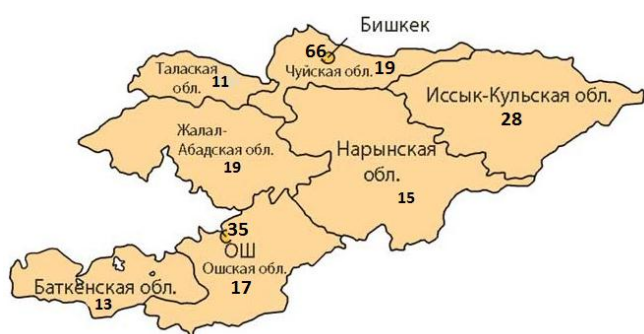 Бишкек
66
Чуйская обл. 19
Талаская 11
обл.
Иссык-Кульская обл.
28
Жалал-
Абадская обл.
19
Нарынская
обл.
15
35
ОШ
Ошская обл.
17
Баткенская обл.
13